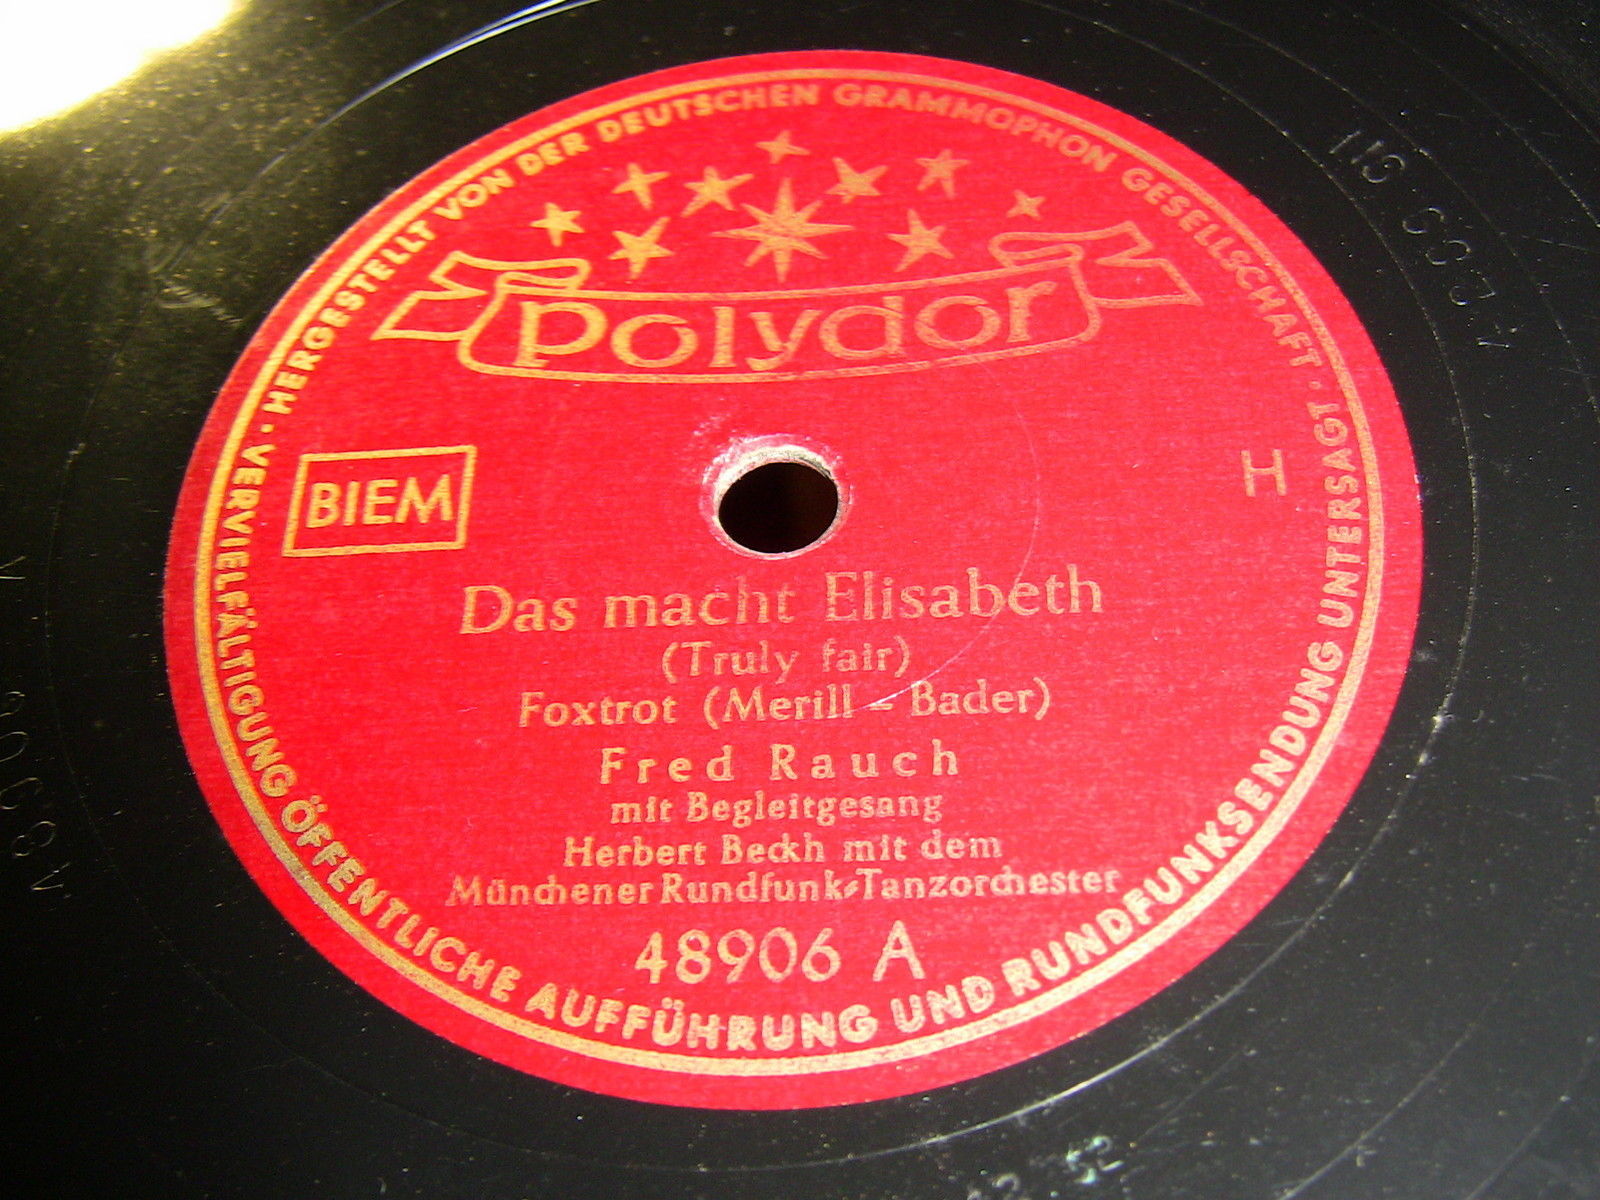 HERGESTELLT VON DER DEUTSCHEN GRAMMOPHON GESELLSCHAFT · VERVIELFÄLTIGUNG ÖFFENTLICHE AUFFÜHRUNG UND RUNDFUNKSENDUNG UNTERSAGT ·
Polydor
BIEM
H
Das macht Elisabeth
(Truly fair)
Foxtrot (Merill - Bader)
Fred Rauch
mit Begleitgesang
Herbert Beckh mit dem
Münchener Rundfunk-Tanzorchester
48906 A